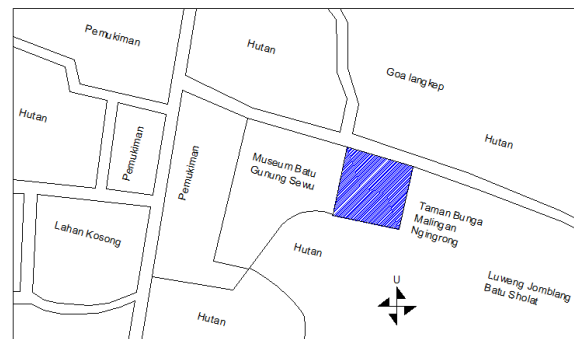 Pemukiman
Hutan
Goa langkep
Hutan
Hutan
Pemukiman
Pemukiman
Museum Batu
Gunung Sewu
Taman Bunga
Malingan
Ngingrong
Lahan Kosong
Hutan
Luweng Jomblang
Batu Sholat
U
Hutan